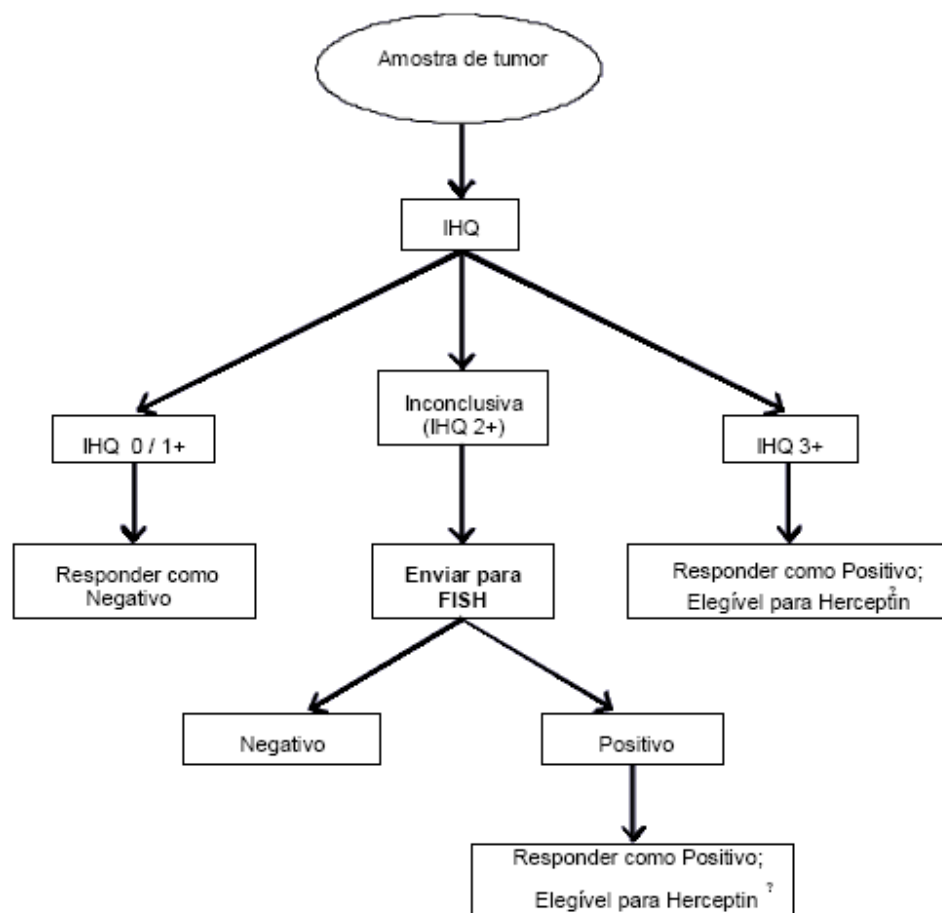 Amostra de tumor
IHQ
Inconclusiva
(IHQ 2+)
IHQ 0 / 1+
IHQ 3+
Responder como
Negativo
Enviar para
FISH
Responder como Positivo;
Elegível para Herceptin ?
Negativo
Positivo
Responder como Positivo;
Elegível para Herceptin ?